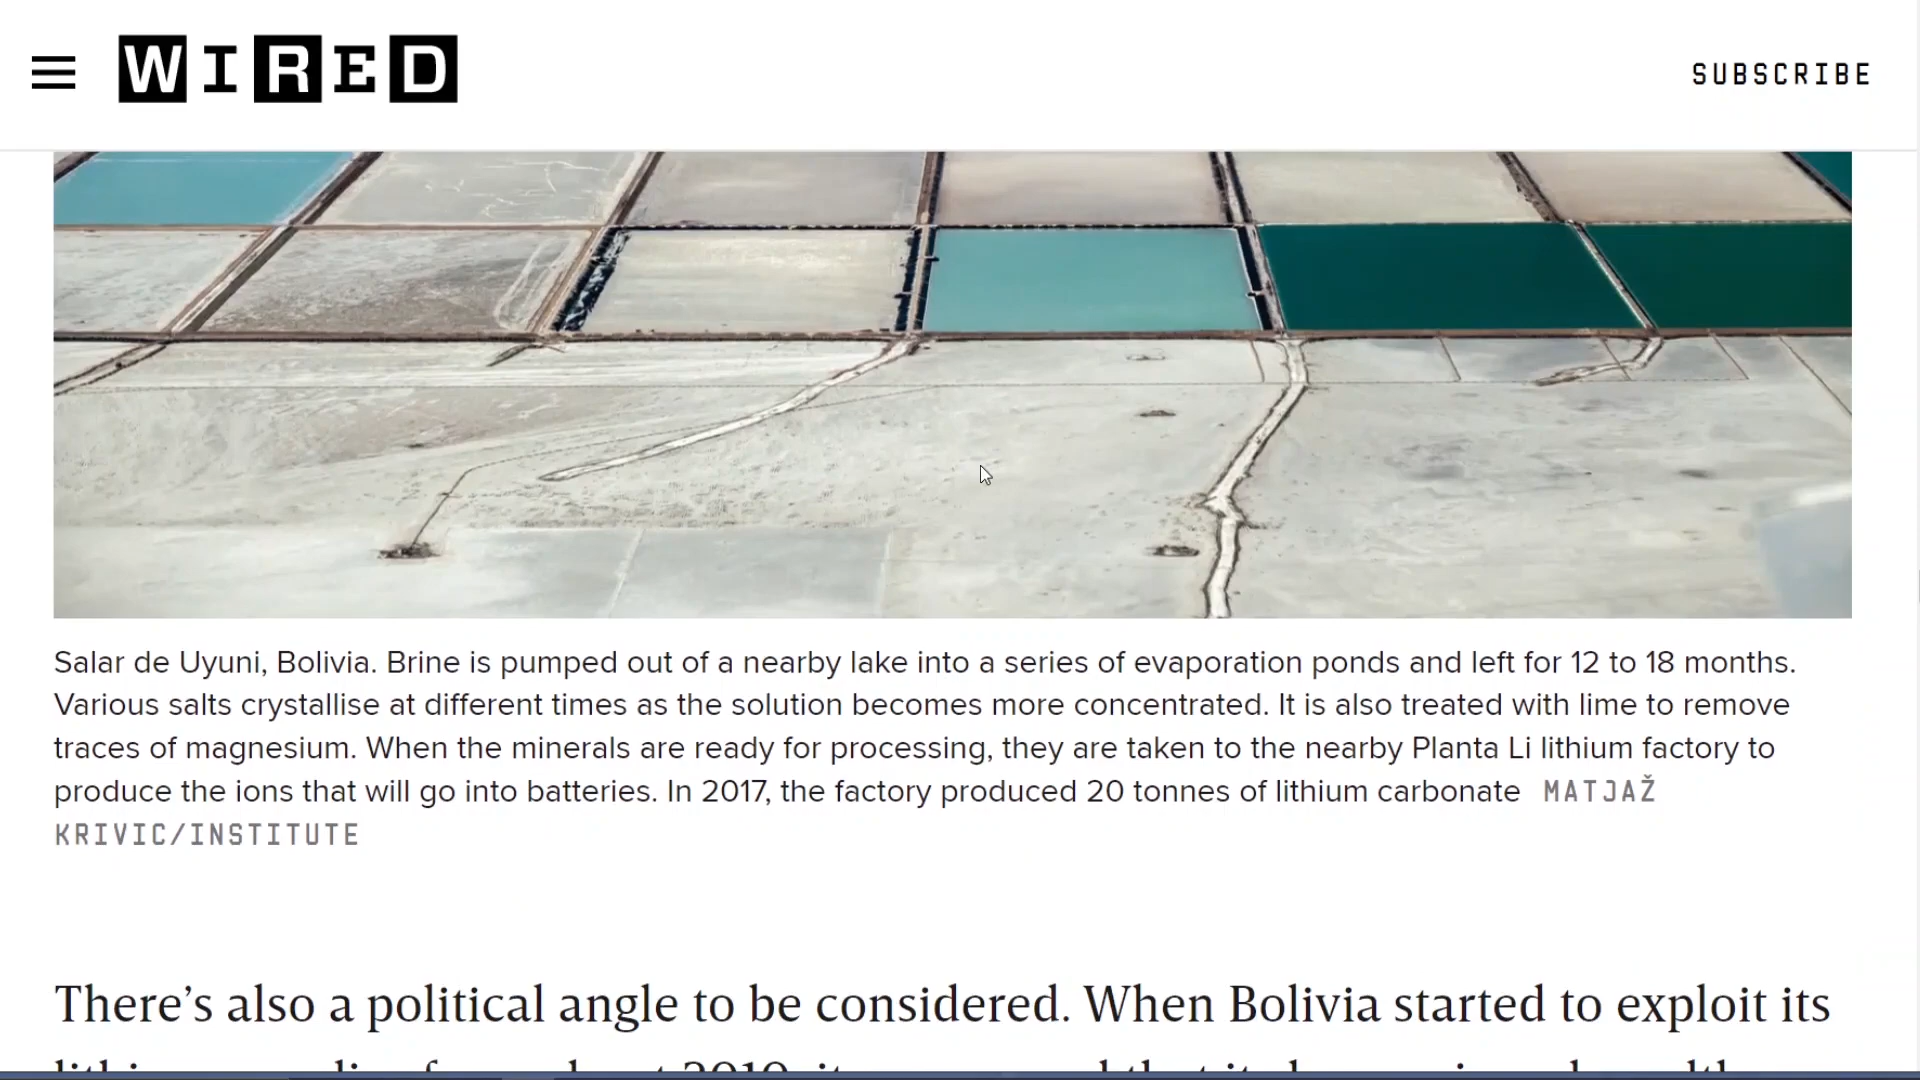 WIRED
SUBSCRIBE
Salar de Uyuni, Bolivia. Brine is pumped out of a nearby lake into a series of evaporation ponds and left for 12 to 18 months.
Various salts crystallise at different times as the solution becomes more concentrated. It is also treated with lime to remove
traces of magnesium. When the minerals are ready for processing, they are taken to the nearby Planta Li lithium factory to
produce the ions that will go into batteries. In 2017, the factory produced 20 tonnes of lithium carbonate MATJAŽ
KRIVIC/INSTITUTE
There’s also a political angle to be considered. When Bolivia started to exploit its